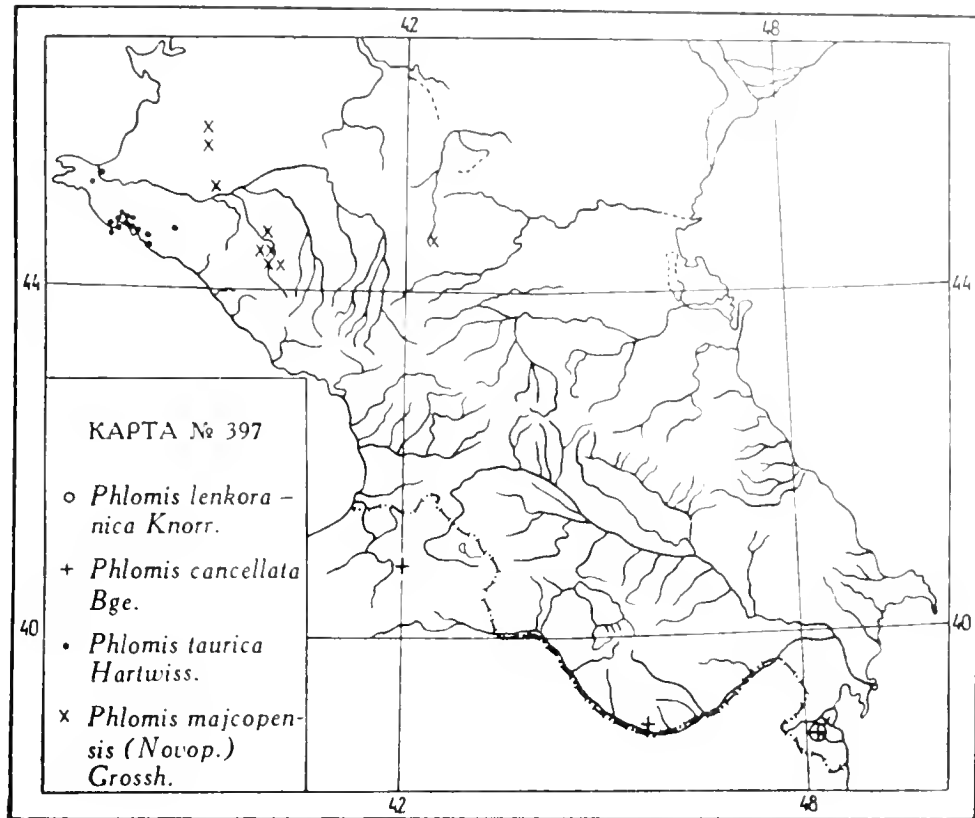 42 48
44 44
КАРТА № 397
o Phlomis lenkora –
nica Knorr.
+ Phlomis cancellata
Bge.
• Phlomis taurica
Hartwiss.
x Phlomis majcopen-
sis (Novop.)
Grossh.
40 40
42 48